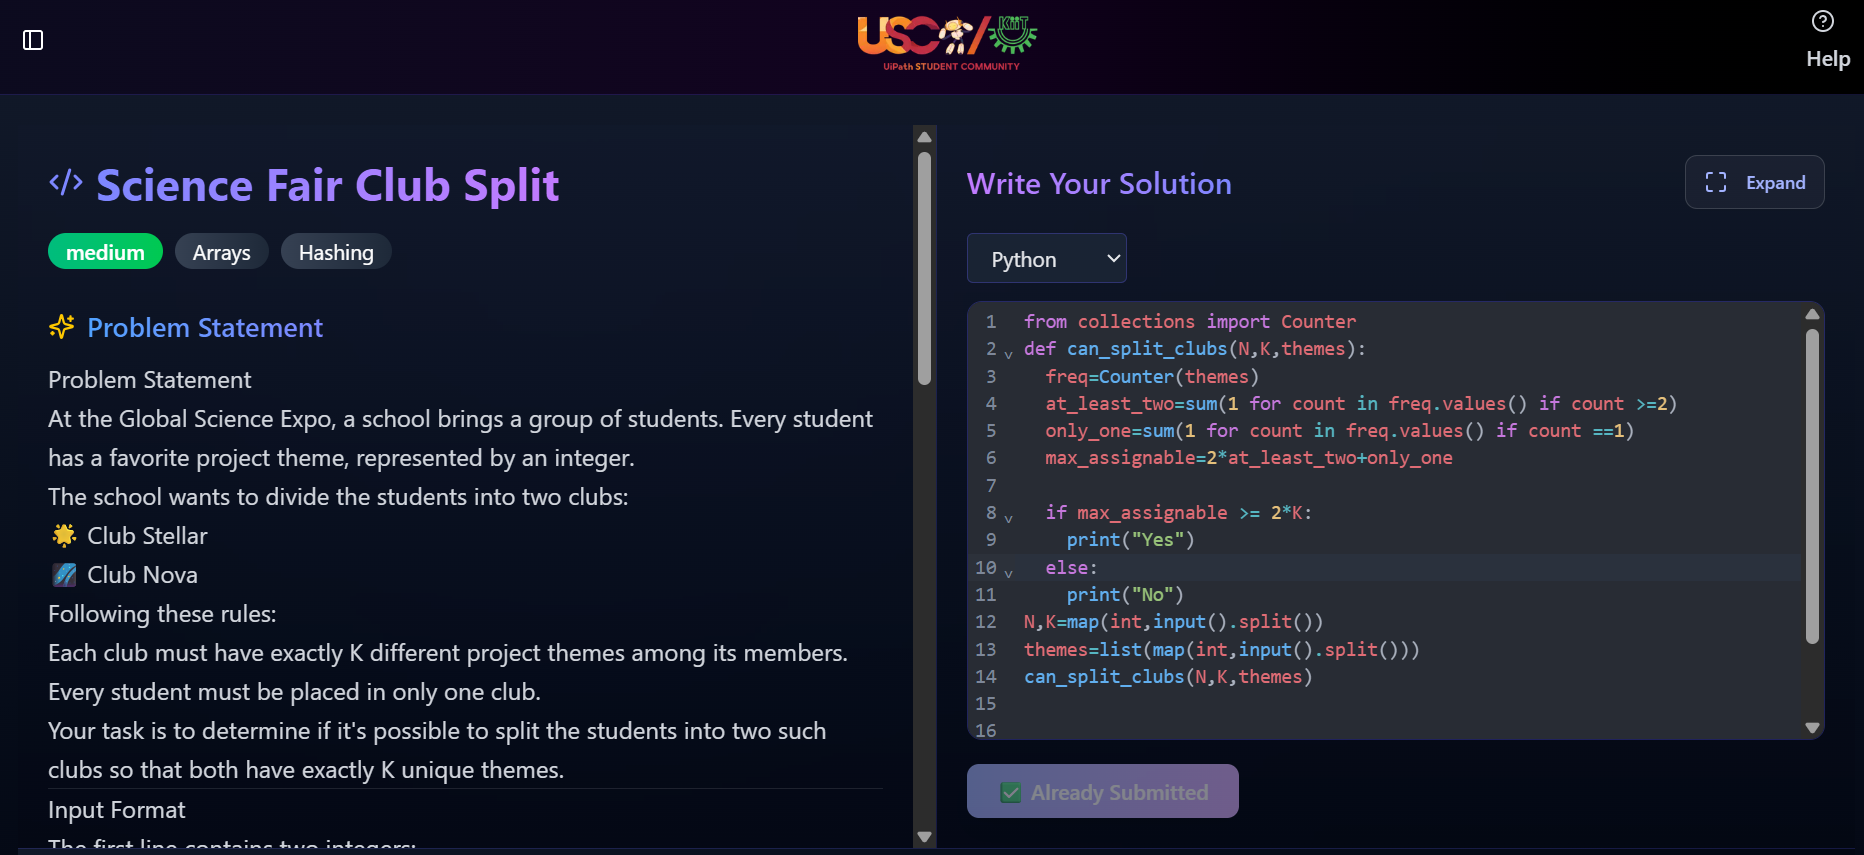 USC/KiiT
UiPath STUDENT COMMUNITY
Help
</> Science Fair Club Split
medium Arrays Hashing
Problem Statement
Problem Statement
At the Global Science Expo, a school brings a group of students. Every student
has a favorite project theme, represented by an integer.
The school wants to divide the students into two clubs:
🌟 Club Stellar
🌌 Club Nova
Following these rules:
Each club must have exactly K different project themes among its members.
Every student must be placed in only one club.
Your task is to determine if it's possible to split the students into two such
clubs so that both have exactly K unique themes.
Input Format
The first line contains two integers:
Write Your Solution
Expand
Python
1 from collections import Counter
2 def can_split_clubs(N,K,themes):
3   freq=Counter(themes)
4   at_least_two=sum(1 for count in freq.values() if count >=2)
5   only_one=sum(1 for count in freq.values() if count ==1)
6   max_assignable=2*at_least_two+only_one
7
8   if max_assignable >= 2*K:
9     print("Yes")
10   else:
11     print("No")
12 N,K=map(int,input().split())
13 themes=list(map(int,input().split()))
14 can_split_clubs(N,K,themes)
15
16
✅ Already Submitted